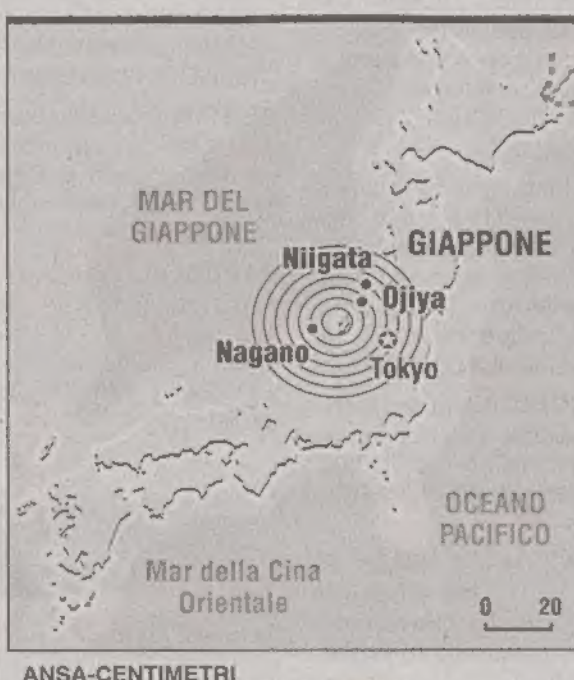 MAR DEL
GIAPPONE
GIAPPONE
Niigata
Ojiya
Nagano
Tokyo
OCEANO
PACIFICO
Mar della Cina
Orientale
0 20
ANSA-CENTIMETRI